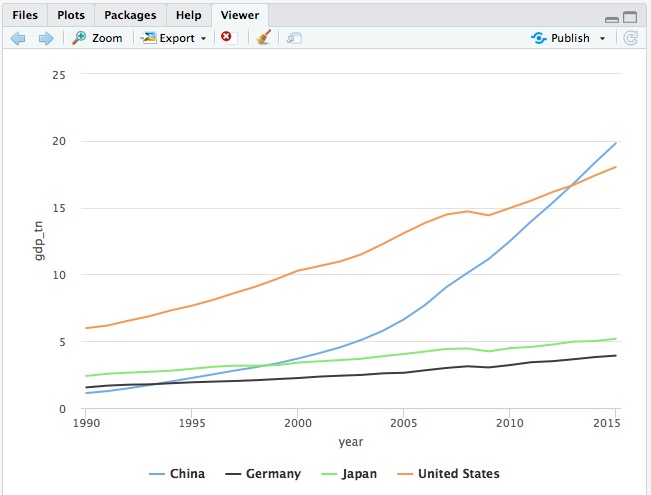 Files Plots Packages Help Viewer
Zoom Export Publish
25
20
15
10
5
0
gdp_tn
1990 1995 2000 2005 2010 2015
year
China Germany Japan United States